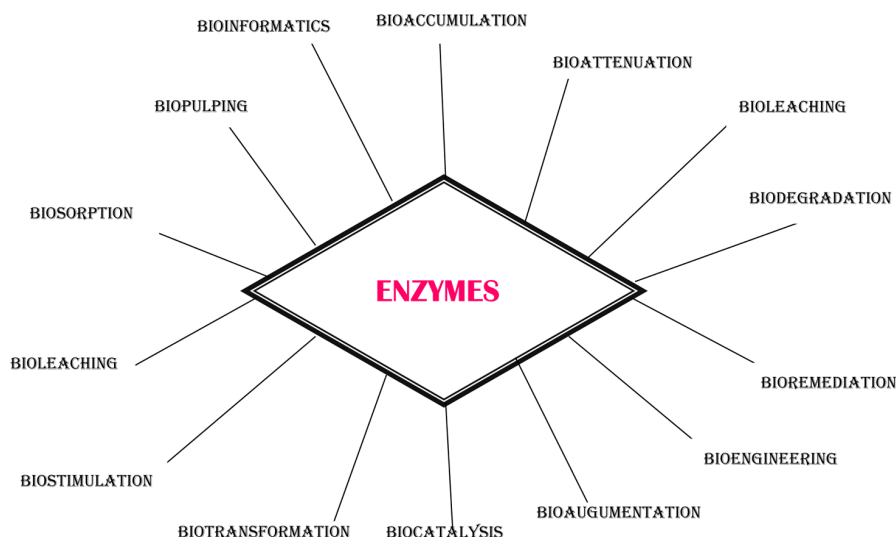 BIOINFORMATICS
BIOACCUMULATION
BIOATTENUATION
BIOPULPING
BIOLEACHING
BIOSORPTION
BIODEGRADATION
ENZYMES
BIOLEACHING
BIOREMEDIATION
BIOSTIMULATION
BIOENGINEERING
BIOTRANSFORMATION
BIOCATALYSIS
BIOAUGUMENTATION